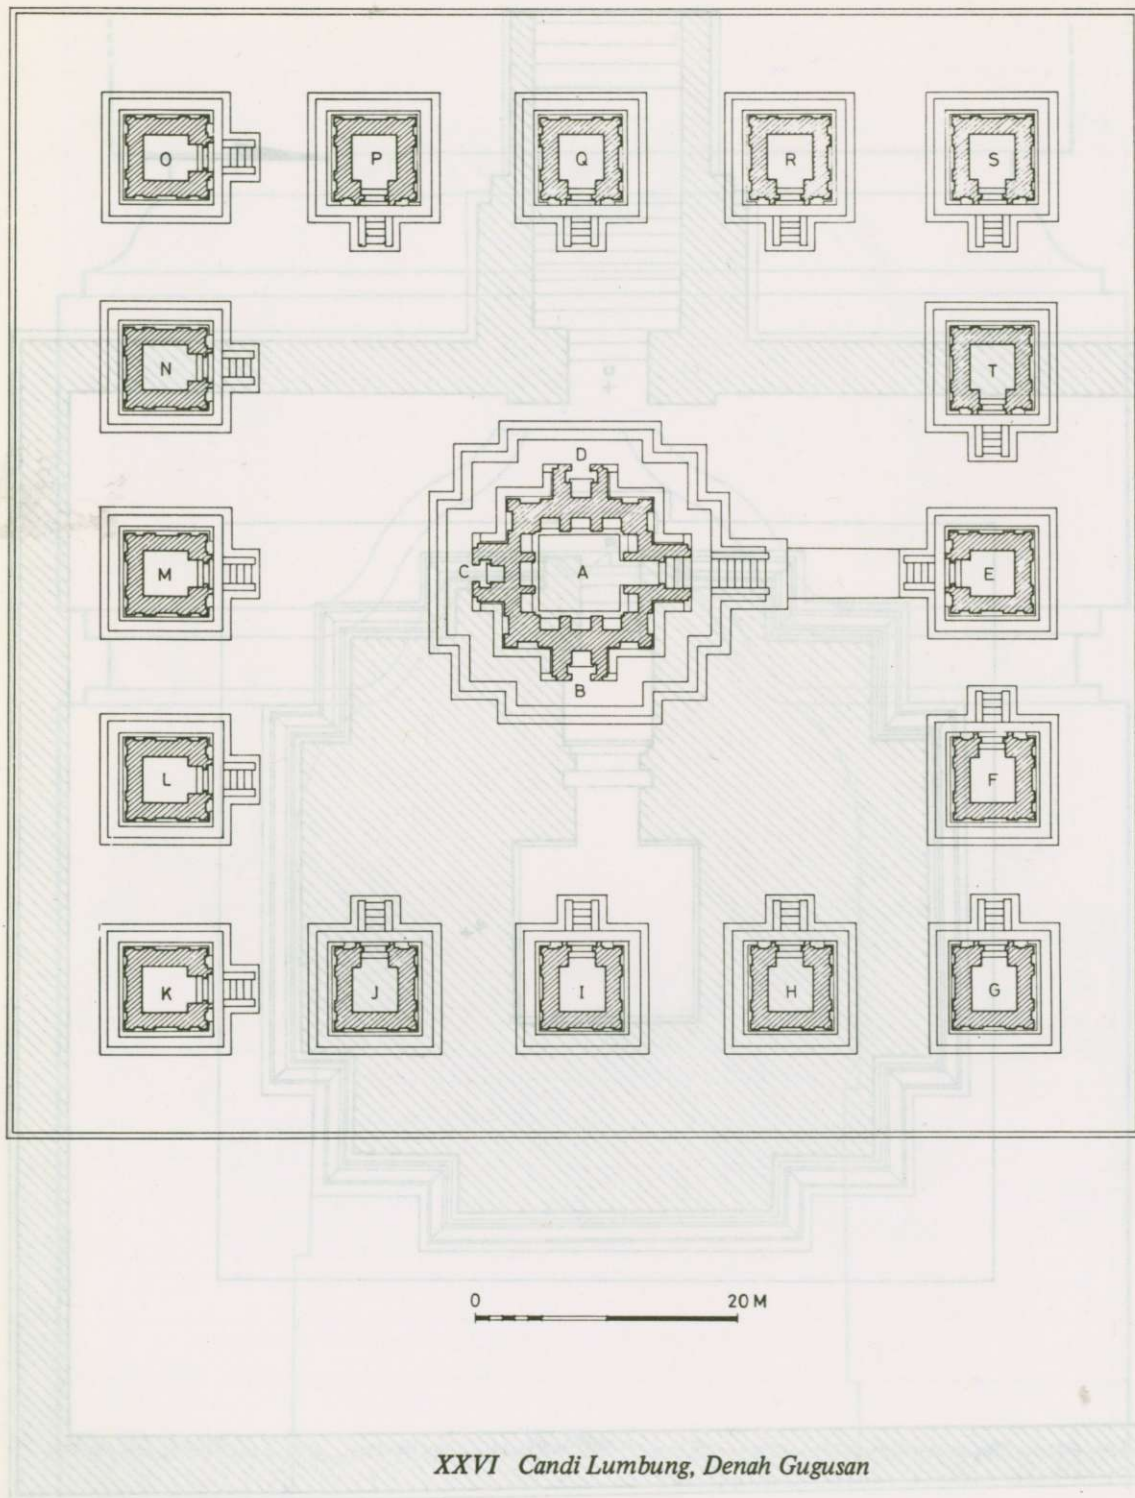 O P Q R S
N T
D
M C A E
B
L F
K J I H G
0 20 M
XXVI Candi Lumbung, Denah Gugusan